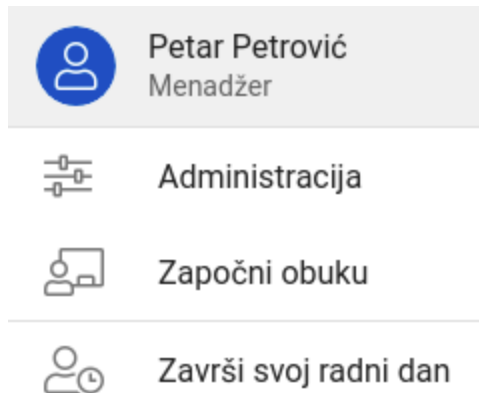 Petar Petrović
Menadžer
Administracija
Započni obuku
Završi svoj radni dan